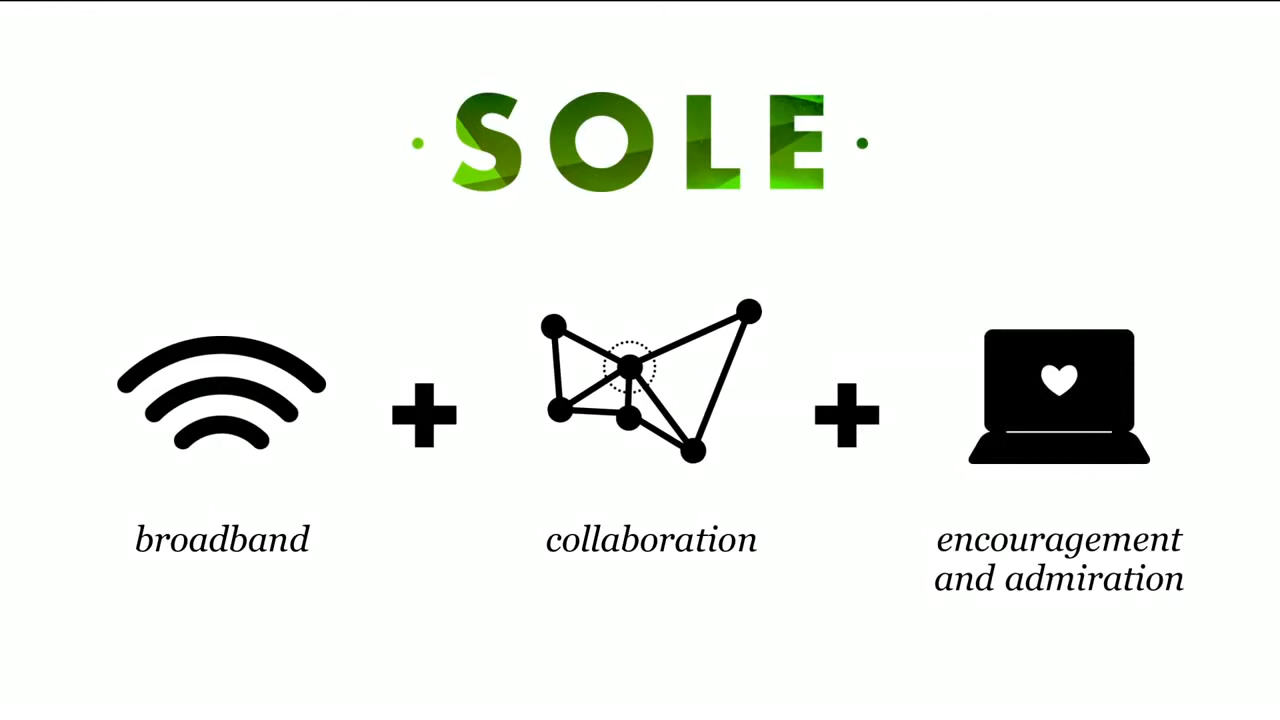 SOLE
broadband
collaboration
encouragement
and admiration